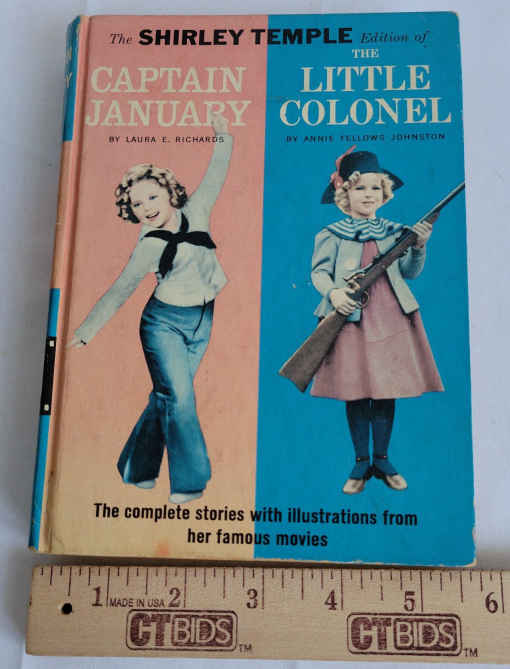 The SHIRLEY TEMPLE Edition of
CAPTAIN
JANUARY
BY LAURA E. RICHARDS
THE
LITTLE
COLONEL
BY ANNIE FELLOWS JOHNSTON
The complete stories with illustrations from
her famous movies
1 MADE IN USA 2 3 4 5 6
CTBIDS TM CTBIDS TM